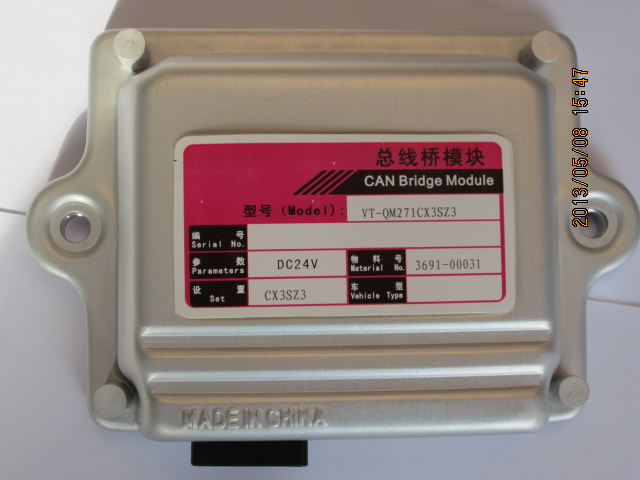 总线桥模块
CAN Bridge Module
型号 (Model): VT-QM271CX3SZ3
编 号
Serial No.
参 数 DC24V 物 料 号 3691-00031
Parameters Material No.
设 置 CX3SZ3 车 型
Set Vehicle Type
MADE IN CHINA
2013/05/08 15:47